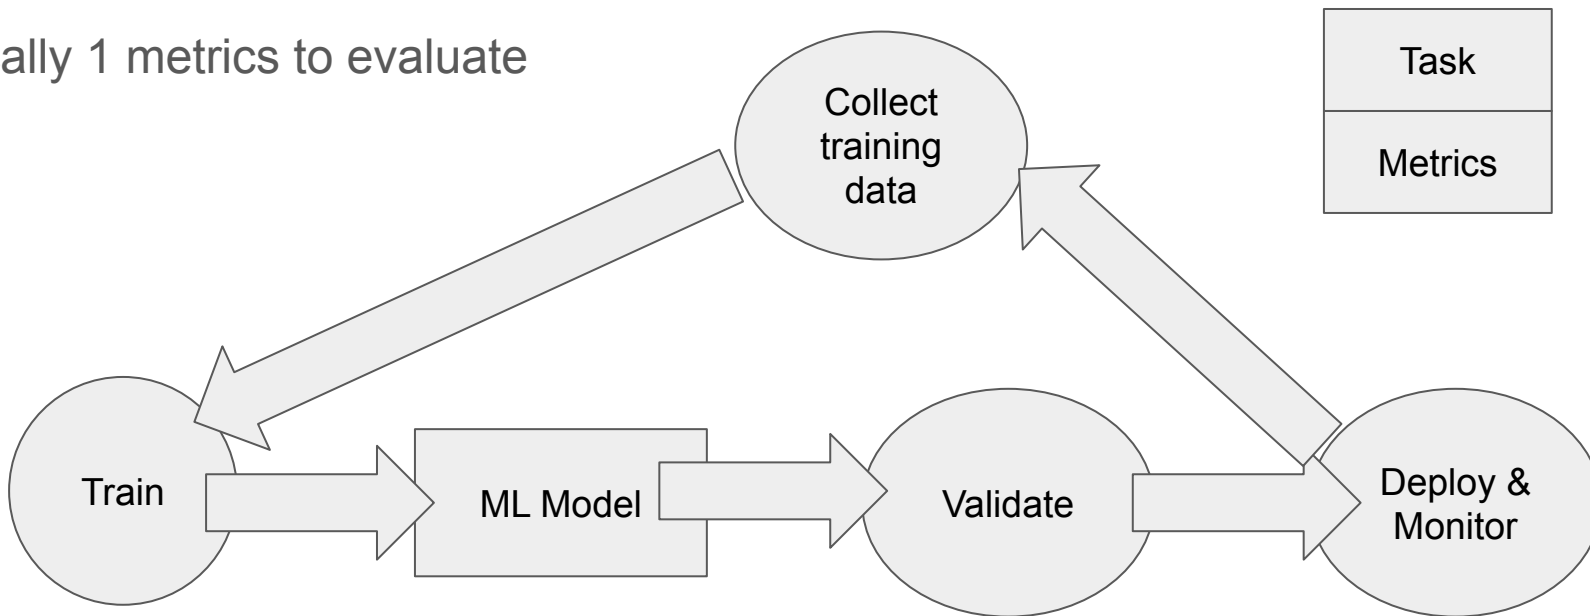 ally 1 metrics to evaluate
Task
Metrics
Collect
training
data
Train
ML Model
Validate
Deploy &
Monitor